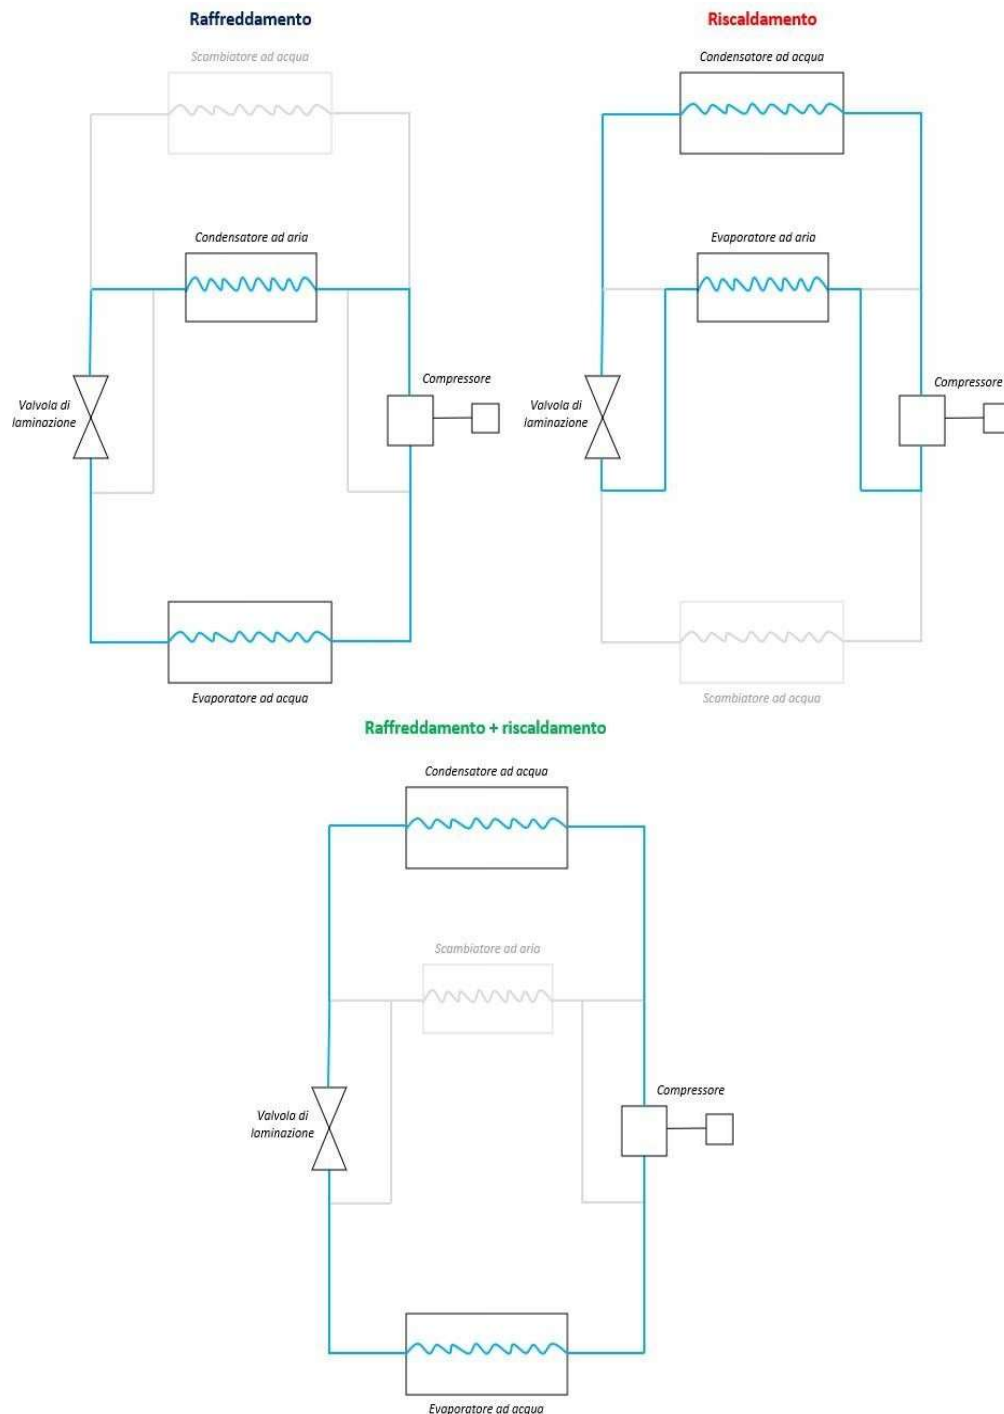 Raffreddamento
Scambiatore ad acqua
Condensatore ad aria
Compressore
Valvola di
laminazione
Evaporatore ad acqua
Riscaldamento
Condensatore ad acqua
Evaporatore ad aria
Compressore
Valvola di
laminazione
Scambiatore ad acqua
Raffreddamento + riscaldamento
Condensatore ad acqua
Scambiatore ad aria
Compressore
Valvola di
laminazione
Evaporatore ad acqua